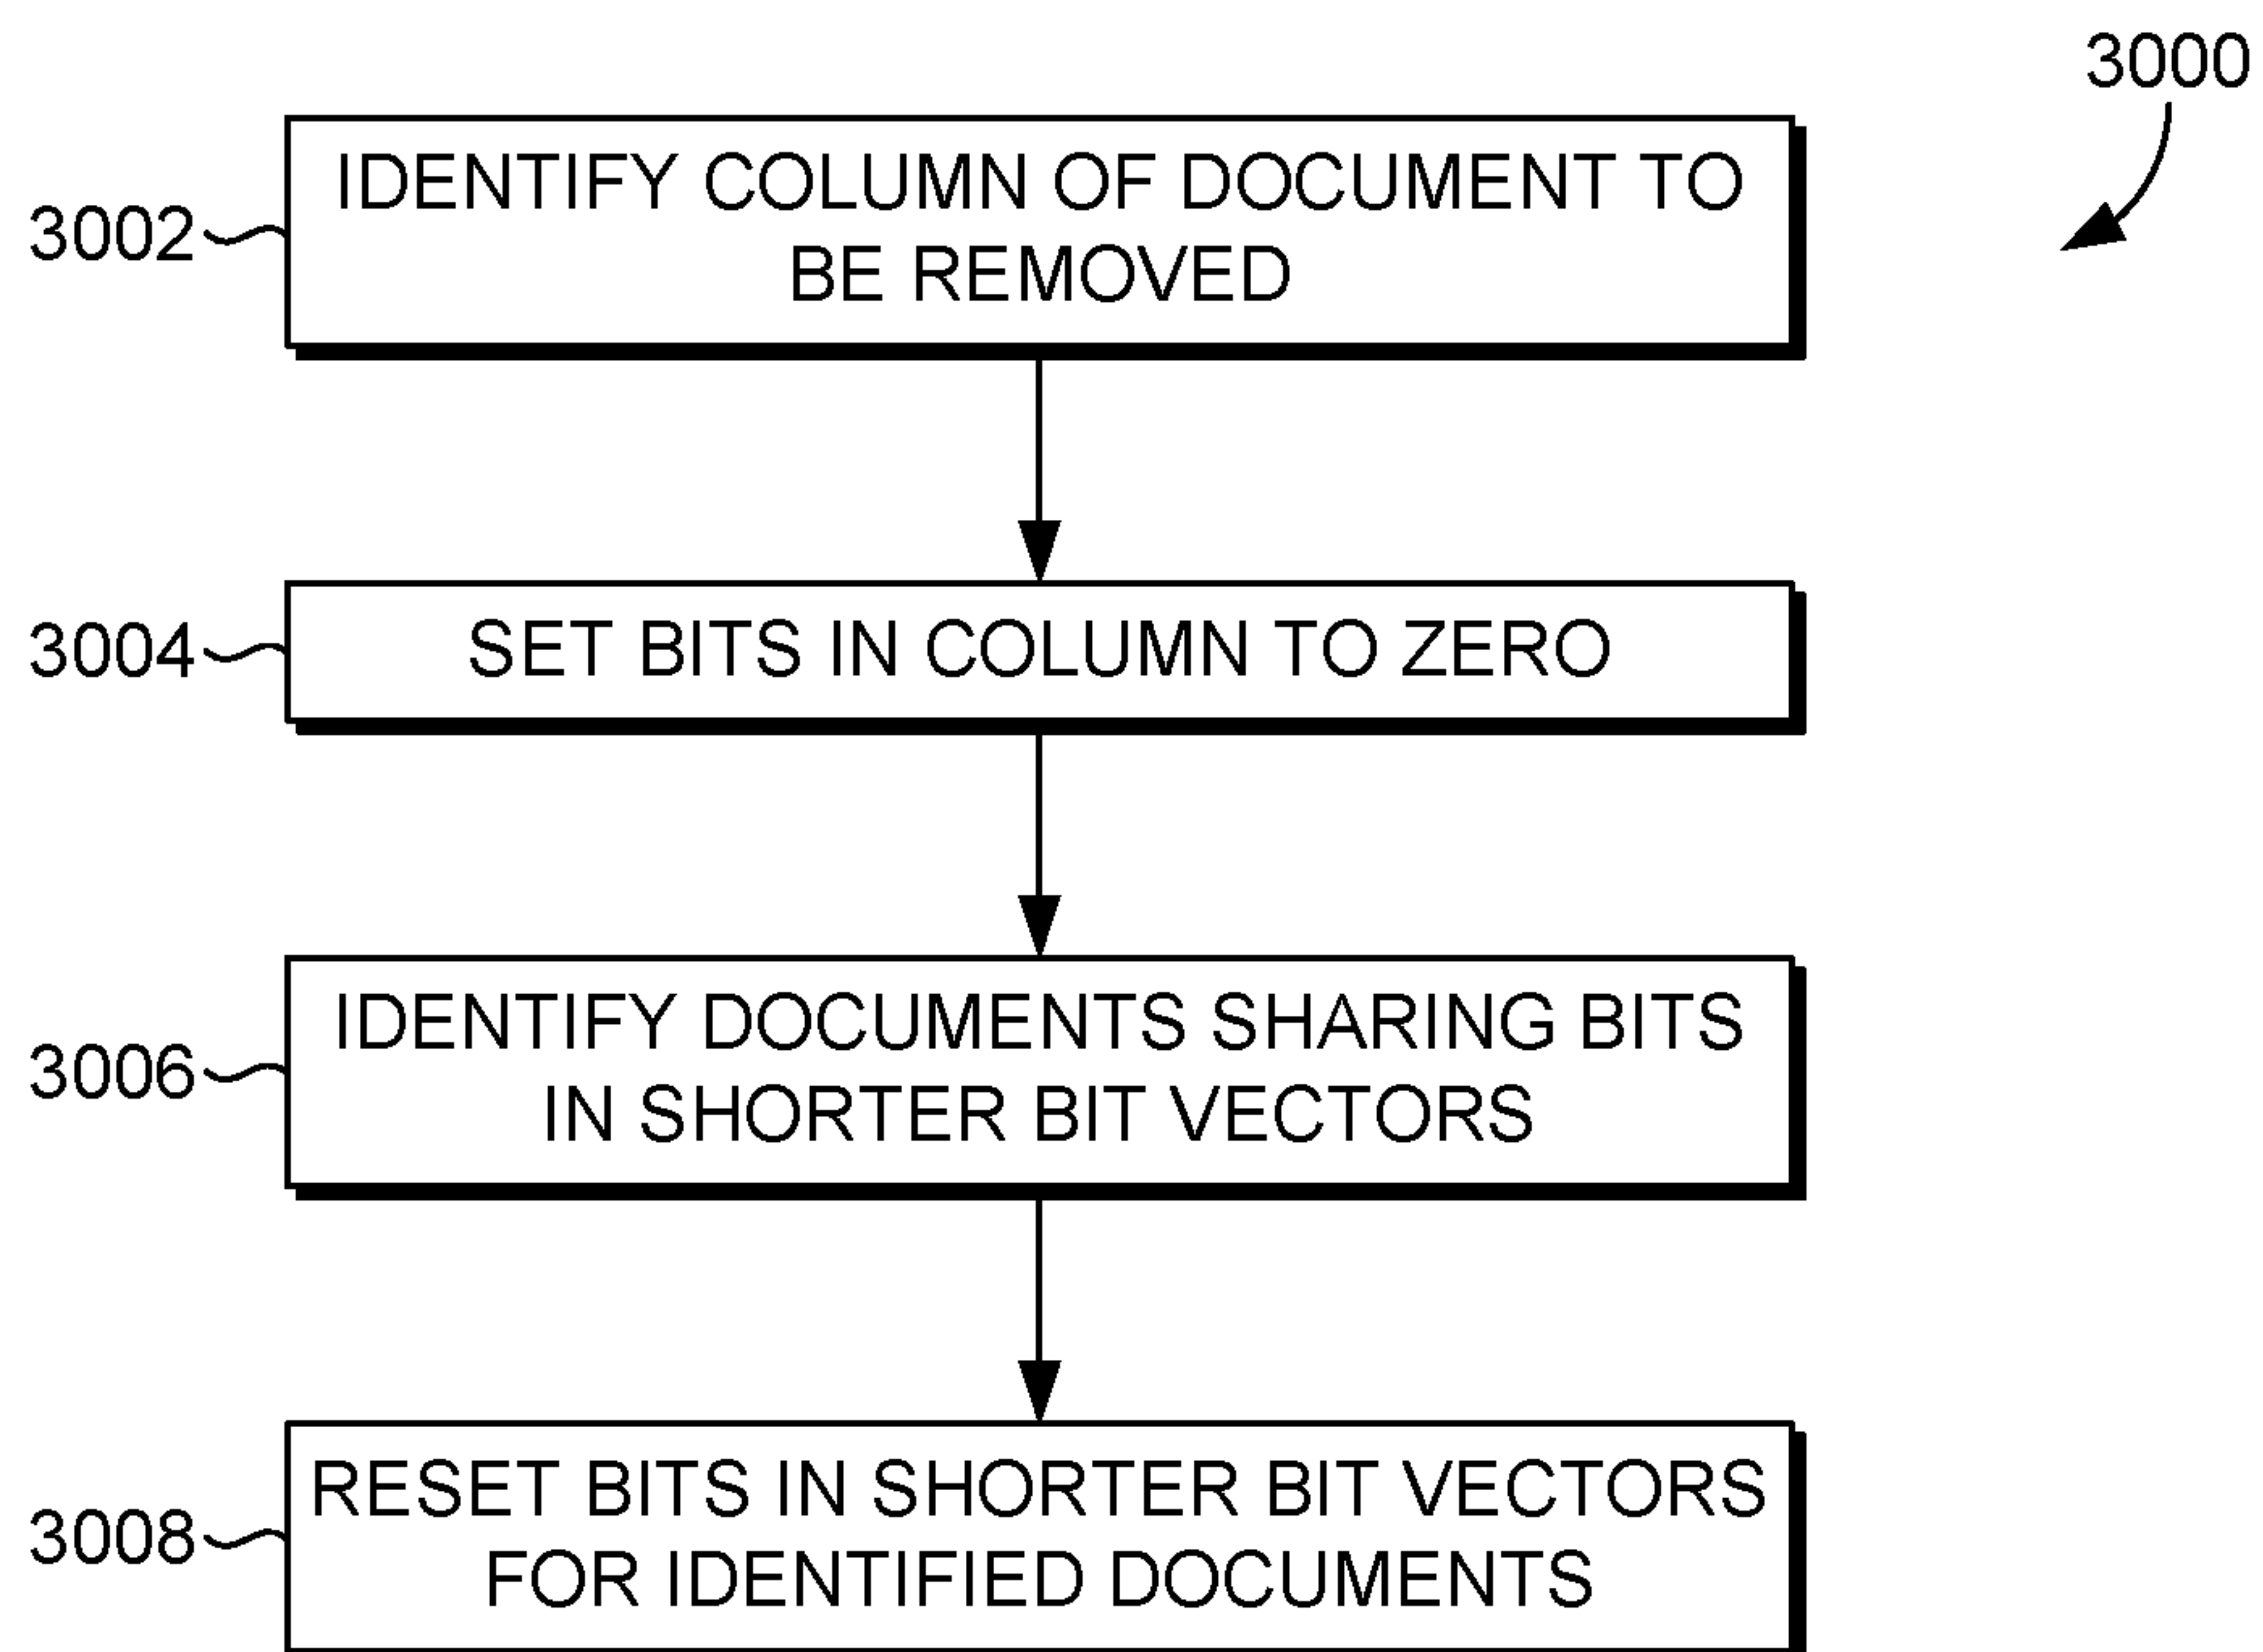 3000
3002
IDENTIFY COLUMN OF DOCUMENT TO
BE REMOVED
3004
SET BITS IN COLUMN TO ZERO
3006
IDENTIFY DOCUMENTS SHARING BITS
IN SHORTER BIT VECTORS
3008
RESET BITS IN SHORTER BIT VECTORS
FOR IDENTIFIED DOCUMENTS